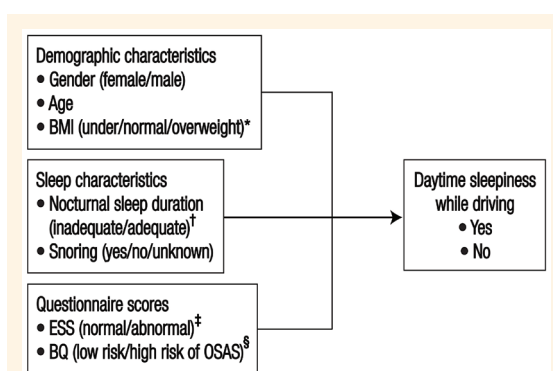 Demographic characteristics
• Gender (female/male)
• Age
• BMI (under/normal/overweight)*
Sleep characteristics
• Nocturnal sleep duration
(inadequate/adequate)†
• Snoring (yes/no/unknown)
Questionnaire scores
• ESS (normal/abnormal)‡
• BQ (low risk/high risk of OSAS)§
Daytime sleepiness
while driving
• Yes
• No